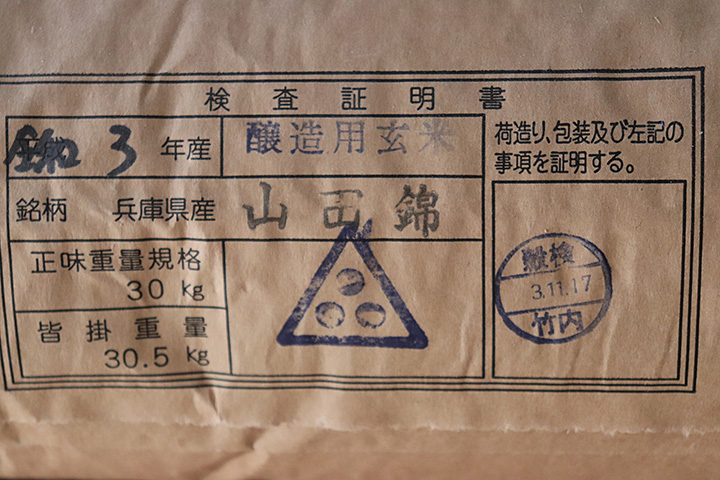 検査証明書
令和3年産
醸造用玄米
銘柄 兵庫県産
山田錦
正味重量規格
30 kg
皆掛重量
30.5 kg
荷造り、包装及び左記の
事項を証明する。
穀検
3.11.17
竹内